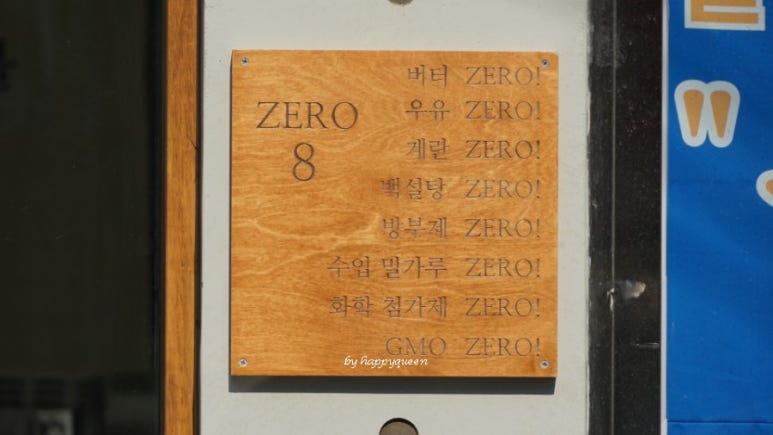 ZERO
8
버터 ZERO!
우유 ZERO!
계란 ZERO!
백설탕 ZERO!
방부제 ZERO!
수입 밀가루 ZERO!
화학 첨가제 ZERO!
GMO ZERO!
by happyqueen